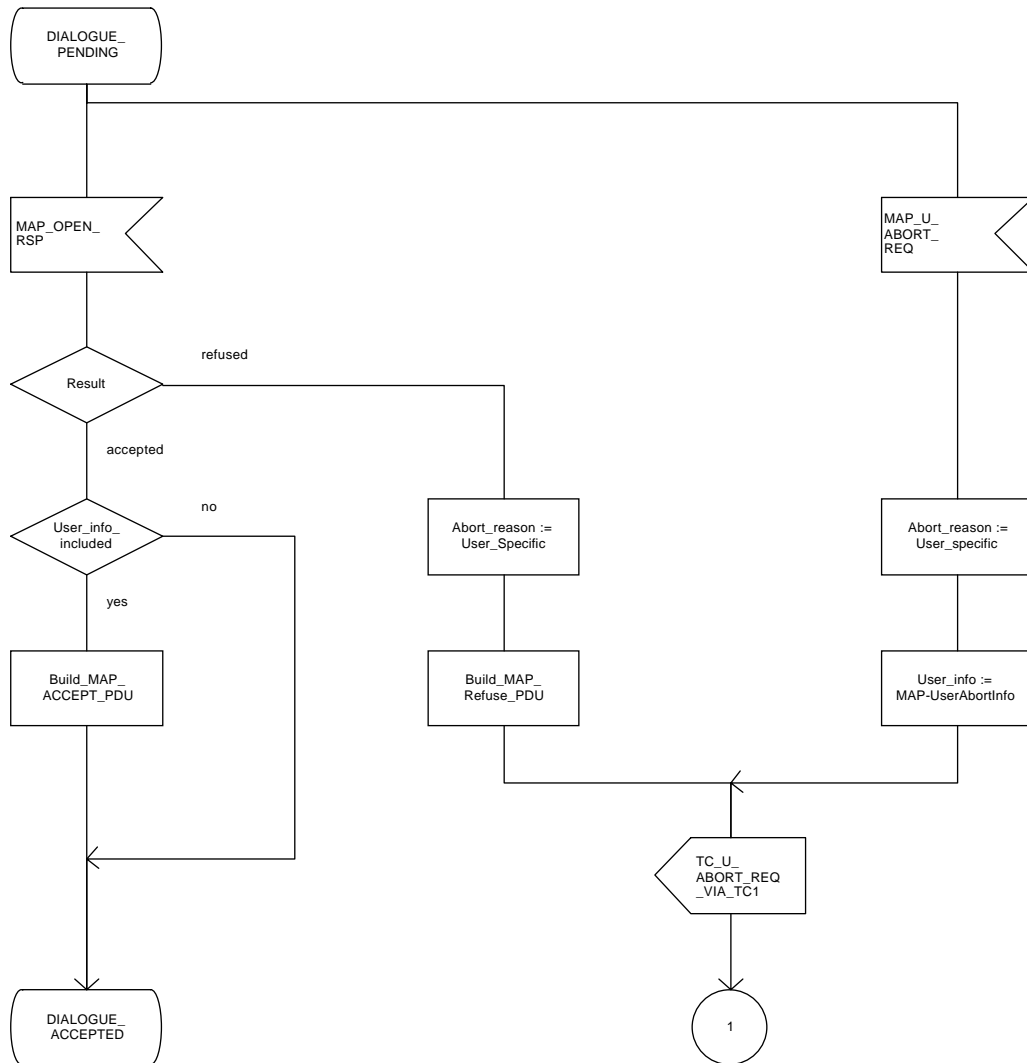 DIALOGUE_
PENDING
MAP_OPEN_
RSP
MAP_U_
ABORT_
REQ
Result
refused
accepted
User_info_
included
no
yes
Abort_reason :=
User_Specific
Abort_reason :=
User_specific
Build_MAP_
ACCEPT_PDU
Build_MAP_
Refuse_PDU
User_info :=
MAP-UserAbortInfo
TC_U_
ABORT_REQ
_VIA_TC1
DIALOGUE_
ACCEPTED
1